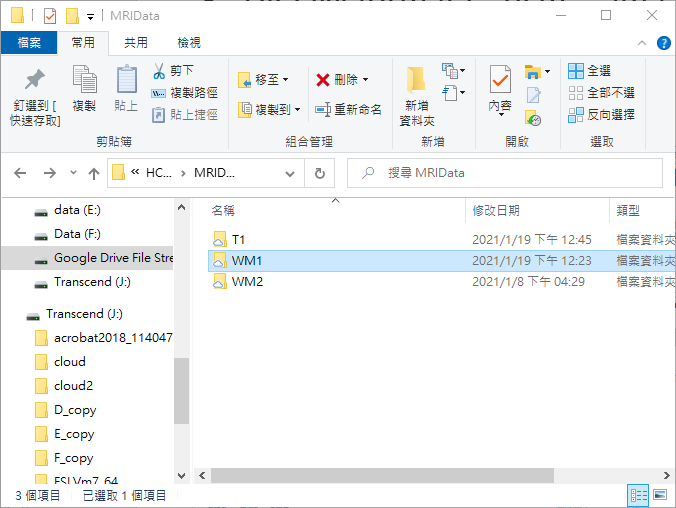 MRIData
檔案
常用
共用
檢視
釘選到 [
快速存取]
複製
貼上
剪下
複製路徑
貼上捷徑
剪貼簿
移至
複製到
刪除
重新命名
組合管理
新增
資料夾
新增
內容
開啟
全選
全部不選
反向選擇
選取
« HC... > MRID...
搜尋 MRIData
data (E:)
Data (F:)
Google Drive File Stre
Transcend (J:)
Transcend (J:)
acrobat2018_114047
cloud
cloud2
D_copy
E_copy
F_copy
FSLVm7_64
名稱 修改日期 類型
T1 2021/1/19 下午 12:45 檔案資料夾
WM1 2021/1/19 下午 12:23 檔案資料夾
WM2 2021/1/8 下午 04:29 檔案資料夾
3 個項目 已選取 1 個項目